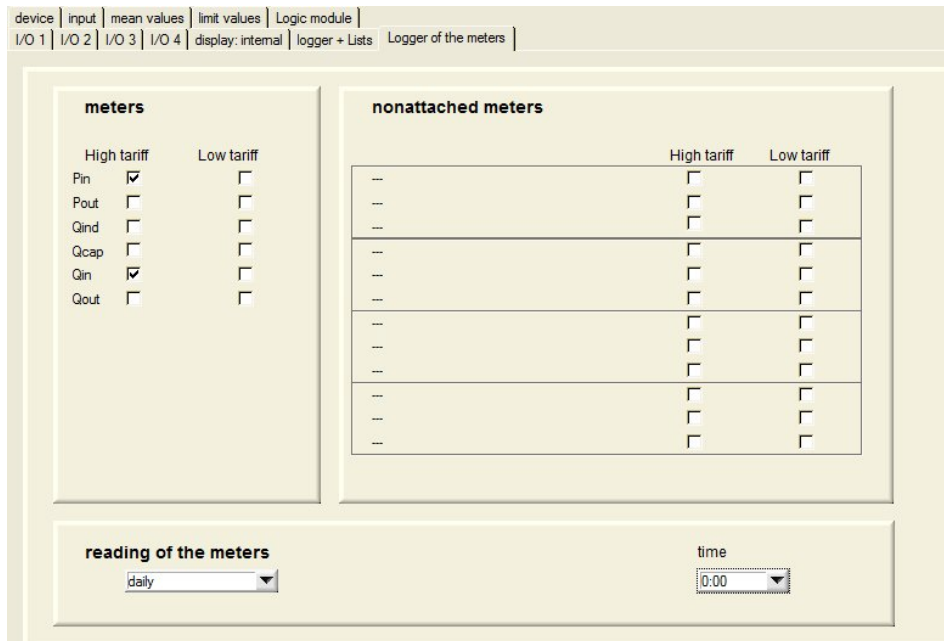 device input mean values limit values Logic module
I/O 1 I/O 2 I/O 3 I/O 4 display: internal logger + Lists Logger of the meters
meters
High tariff Low tariff
Pin
Pout
Qind
Qcap
Qin
Qout
nonattached meters
High tariff Low tariff
---
---
---
---
---
---
---
---
---
---
---
---
reading of the meters
daily
time
0:00